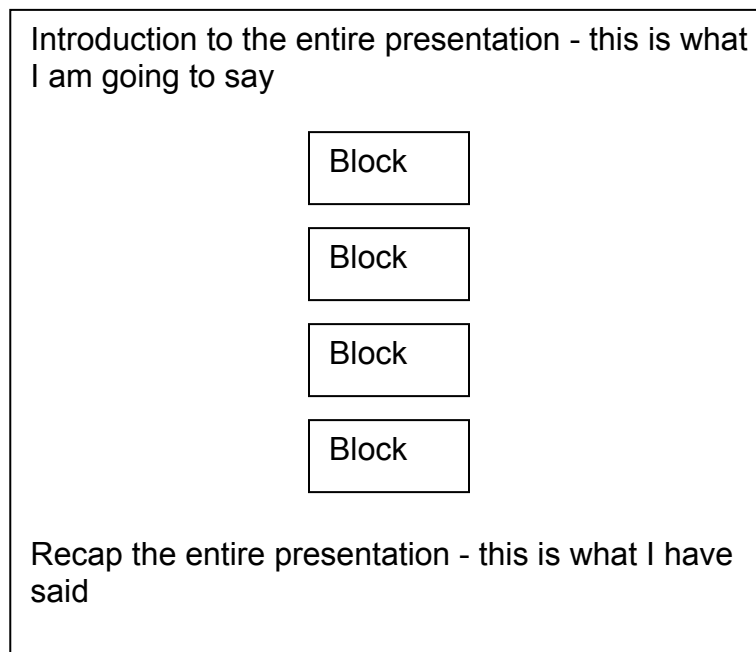 Introduction to the entire presentation - this is what
I am going to say
Block
Block
Block
Block
Recap the entire presentation - this is what I have
said